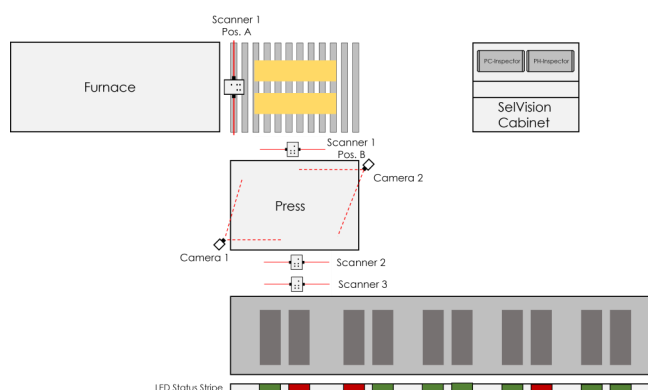 Scanner 1
Pos. A
Furnace
PC-Inspector
PH-Inspector
SelVision
Cabinet
Scanner 1
Pos. B
Camera 2
Press
Camera 1
Scanner 2
Scanner 3
LED Status Stripe